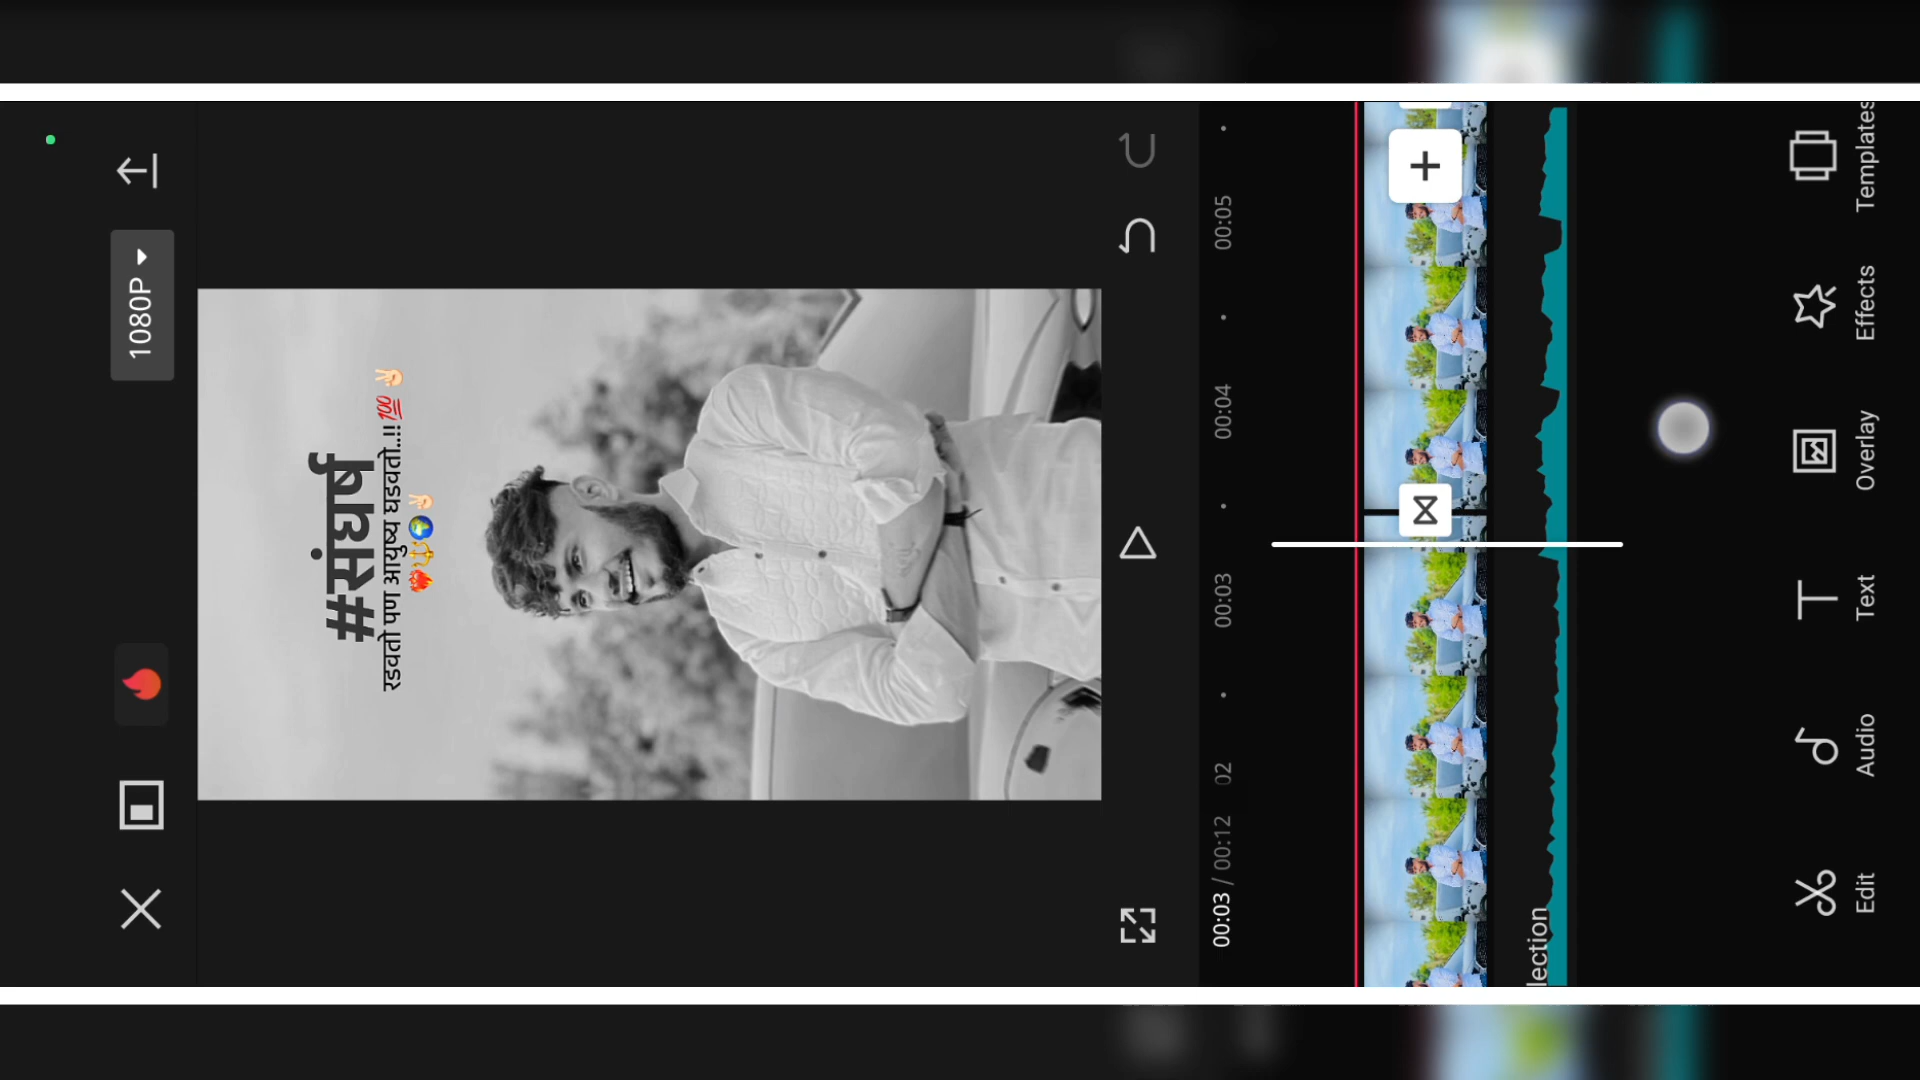 1080P
#संघर्ष
रडवतो पण आयुष्य घडवतो..!!💯✌🏻
❤️‍🔥🔱🌍✌🏻
00:03 / 00:12
02
00:03
00:04
00:05
lection
Edit
Audio
Text
Overlay
Effects
Templates